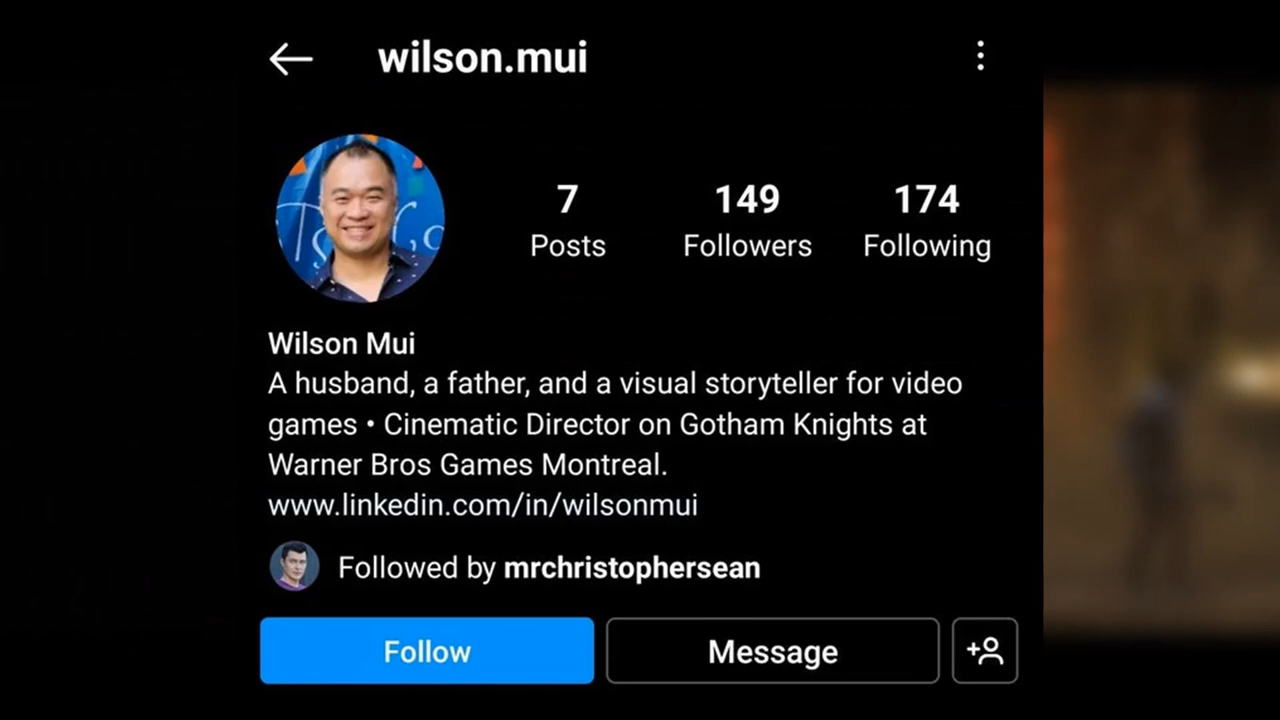 wilson.mui
7
149
174
Posts
Followers
Following
Wilson Mui
A husband, a father, and a visual storyteller for video
games • Cinematic Director on Gotham Knights at
Warner Bros Games Montreal.
www.linkedin.com/in/wilsonmui
Followed by mrchristophersean
Follow
Message